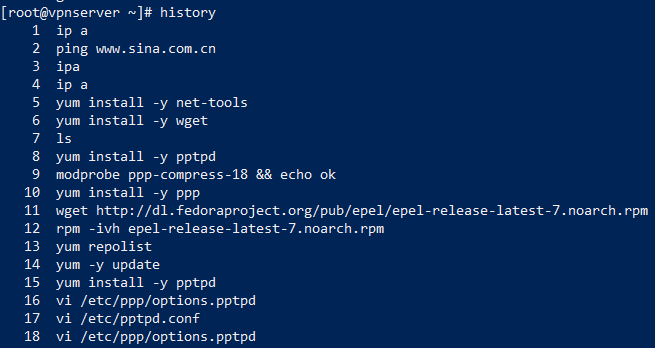 [root@vpnserver ~]# history
1 ip a
2 ping www.sina.com.cn
3 ipa
4 ip a
5 yum install -y net-tools
6 yum install -y wget
7 ls
8 yum install -y pptpd
9 modprobe ppp-compress-18 && echo ok
10 yum install -y ppp
11 wget http://dl.fedoraproject.org/pub/epel/epel-release-latest-7.noarch.rpm
12 rpm -ivh epel-release-latest-7.noarch.rpm
13 yum repolist
14 yum -y update
15 yum install -y pptpd
16 vi /etc/ppp/options.pptpd
17 vi /etc/pptpd.conf
18 vi /etc/ppp/options.pptpd